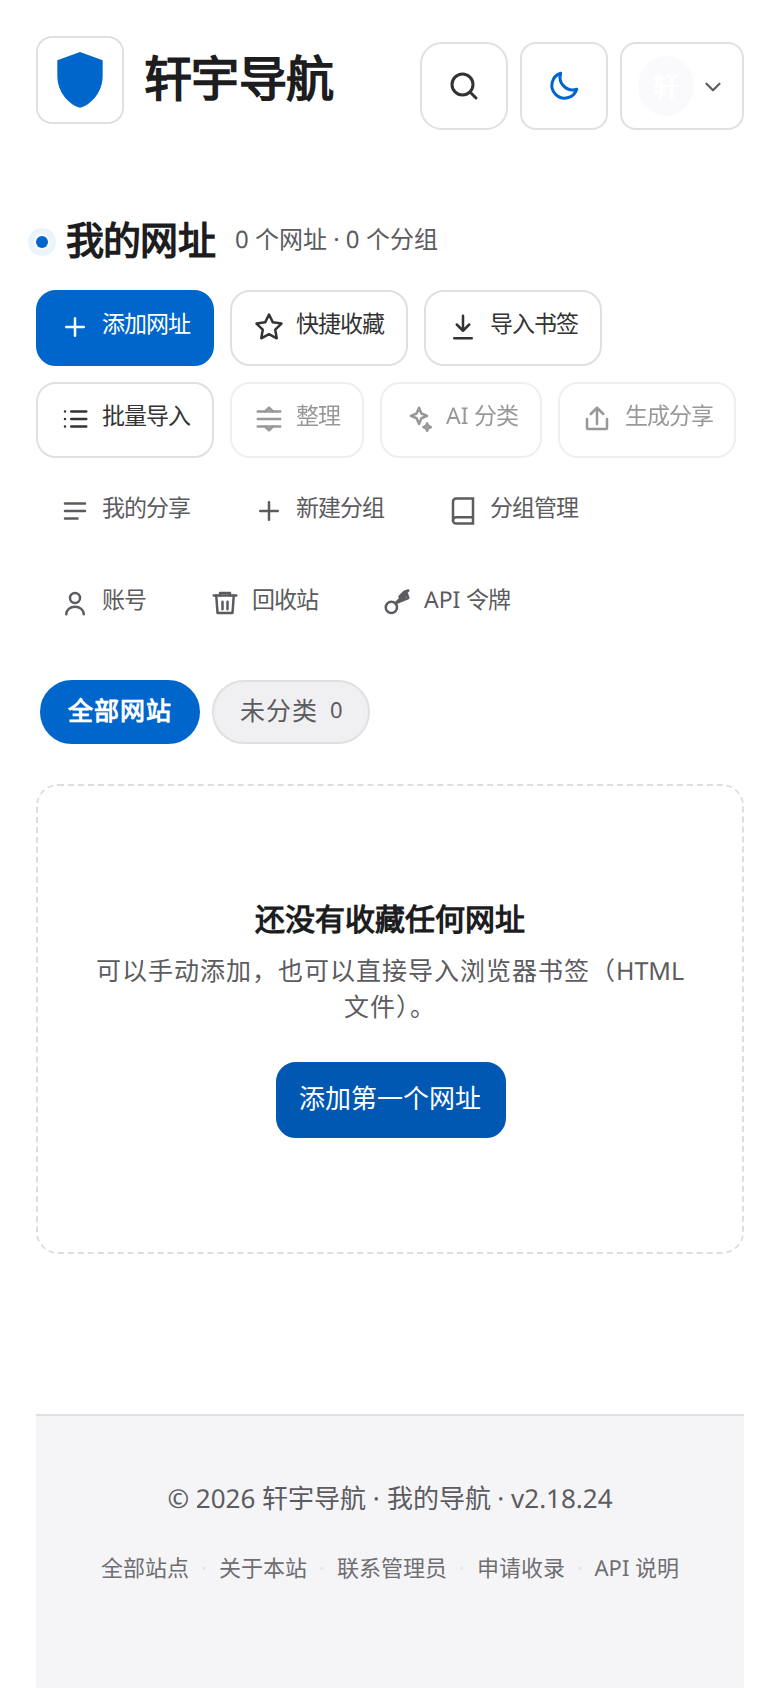 轩宇导航
轩
我的网址 0 个网址 · 0 个分组
添加网址 快捷收藏 导入书签
批量导入 整理 AI 分类 生成分享
我的分享 新建分组 分组管理
账号 回收站 API 令牌
全部网站 未分类 0
还没有收藏任何网址
可以手动添加，也可以直接导入浏览器书签（HTML
文件）。
添加第一个网址
© 2026 轩宇导航 · 我的导航 · v2.18.24
全部站点 · 关于本站 · 联系管理员 · 申请收录 · API 说明